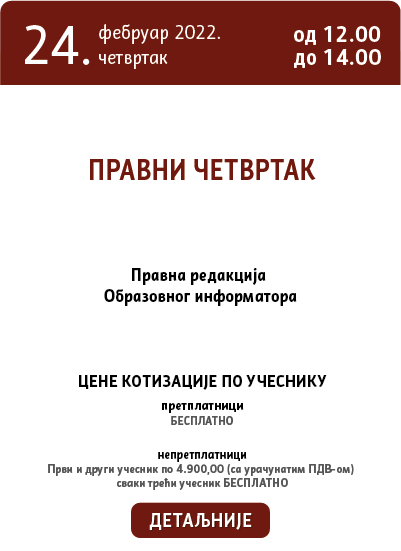 24.
фебруар 2022.
четвртак
од 12.00
до 14.00
ПРАВНИ ЧЕТВРТАК
Правна редакција
Образовног информатора
ЦЕНЕ КОТИЗАЦИЈЕ ПО УЧЕСНИКУ
претплатници
БЕСПЛАТНО
непретплатници
Први и други учесник по 4.900,00 (са урачунатим ПДВ-ом)
сваки трећи учесник БЕСПЛАТНО
ДЕТАЉНИЈЕ